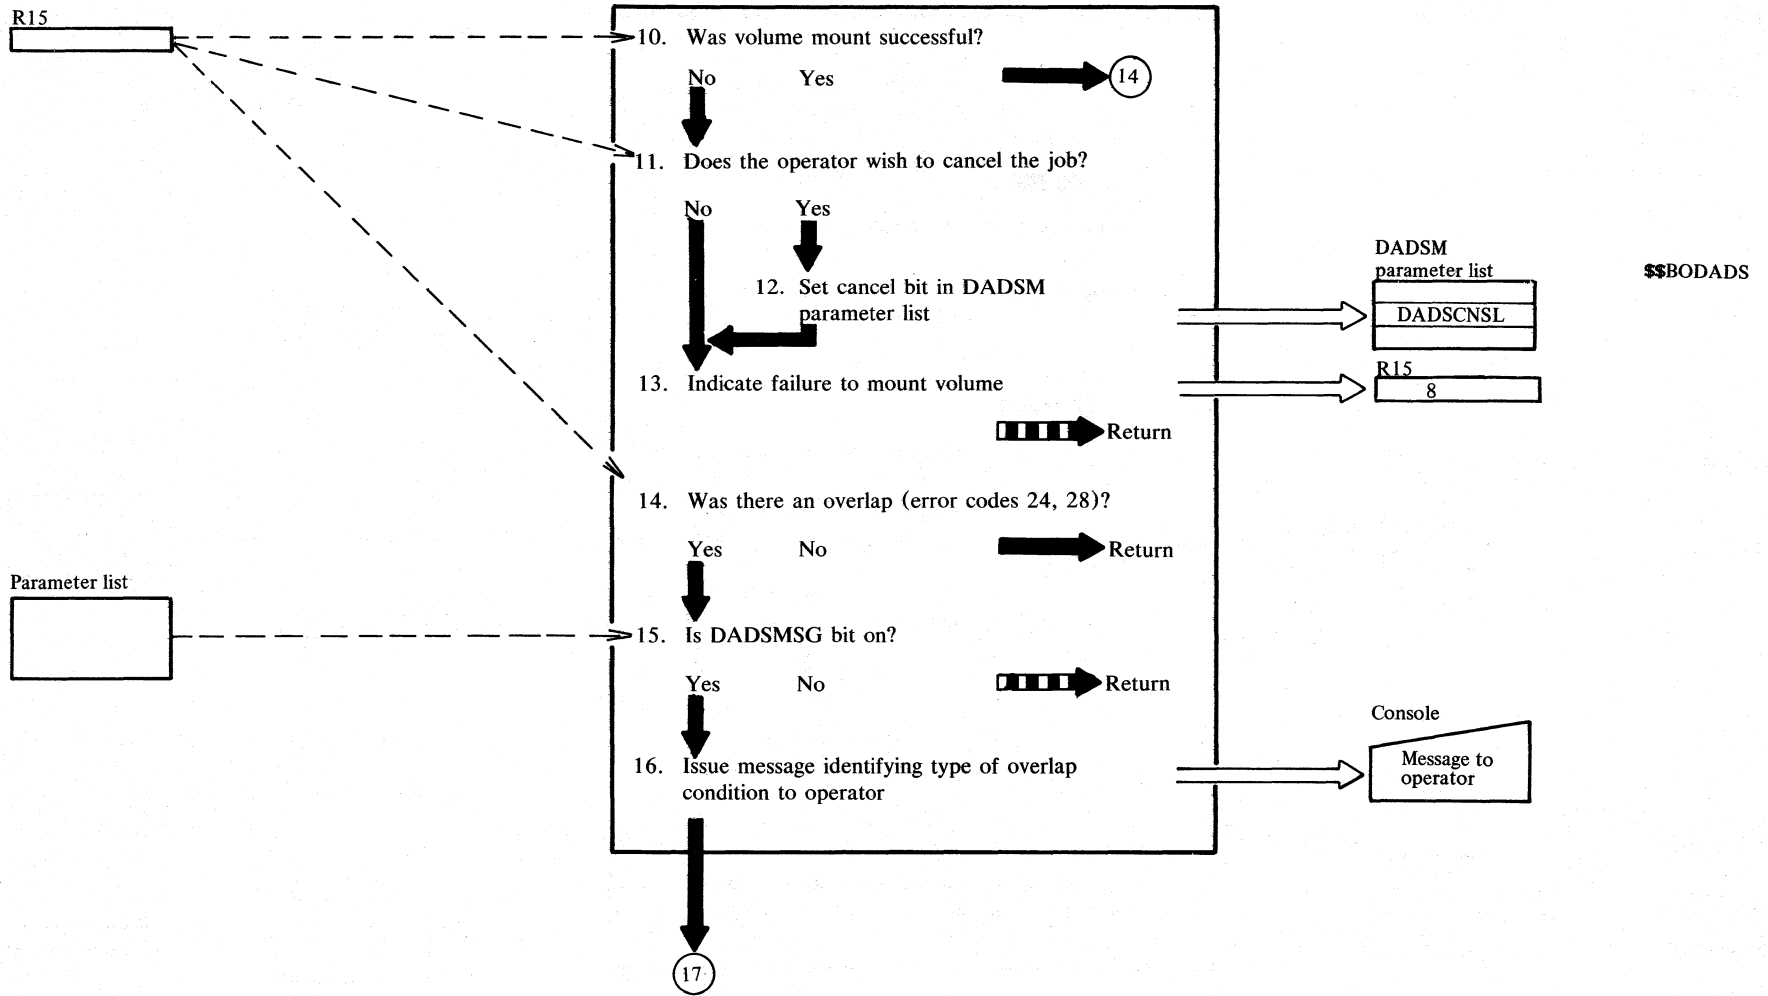 R15
10. Was volume mount successful?
No Yes 14
11. Does the operator wish to cancel the job?
No Yes
12. Set cancel bit in DADSM
parameter list
13. Indicate failure to mount volume
Return
14. Was there an overlap (error codes 24, 28)?
Yes No Return
Parameter list
15. Is DADSMSG bit on?
Yes No Return
16. Issue message identifying type of overlap
condition to operator
17
DADSM
parameter list
DADSCNSL
R15
8
Console
Message to
operator
$$BODADS